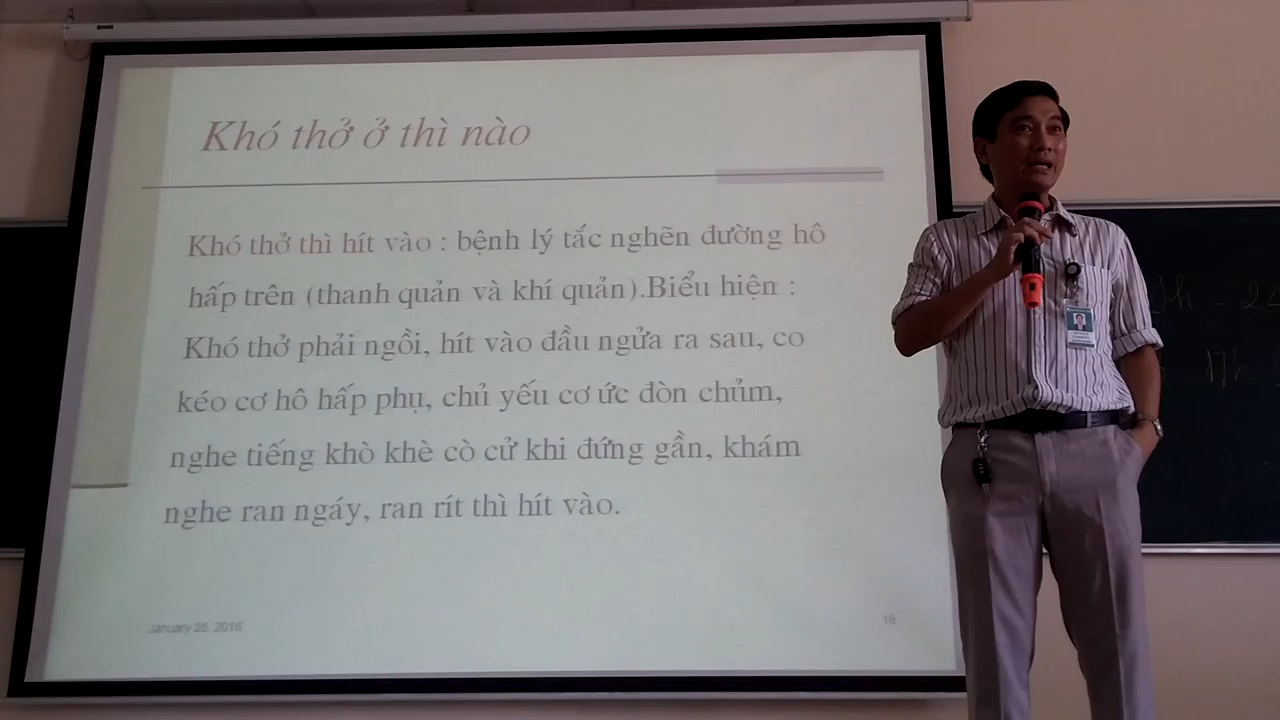 Khó thở ở thì nào
Khó thở thì hít vào : bệnh lý tắc nghẽn đường hô
hấp trên (thanh quản và khí quản).Biểu hiện :
Khó thở phải ngồi, hít vào đầu ngửa ra sau, co
kéo cơ hô hấp phụ, chủ yếu cơ ức đòn chủm,
nghe tiếng khò khè cò cử khi đứng gần, khám
nghe ran ngáy, ran rít thì hít vào.
January 26, 2016
16
17h